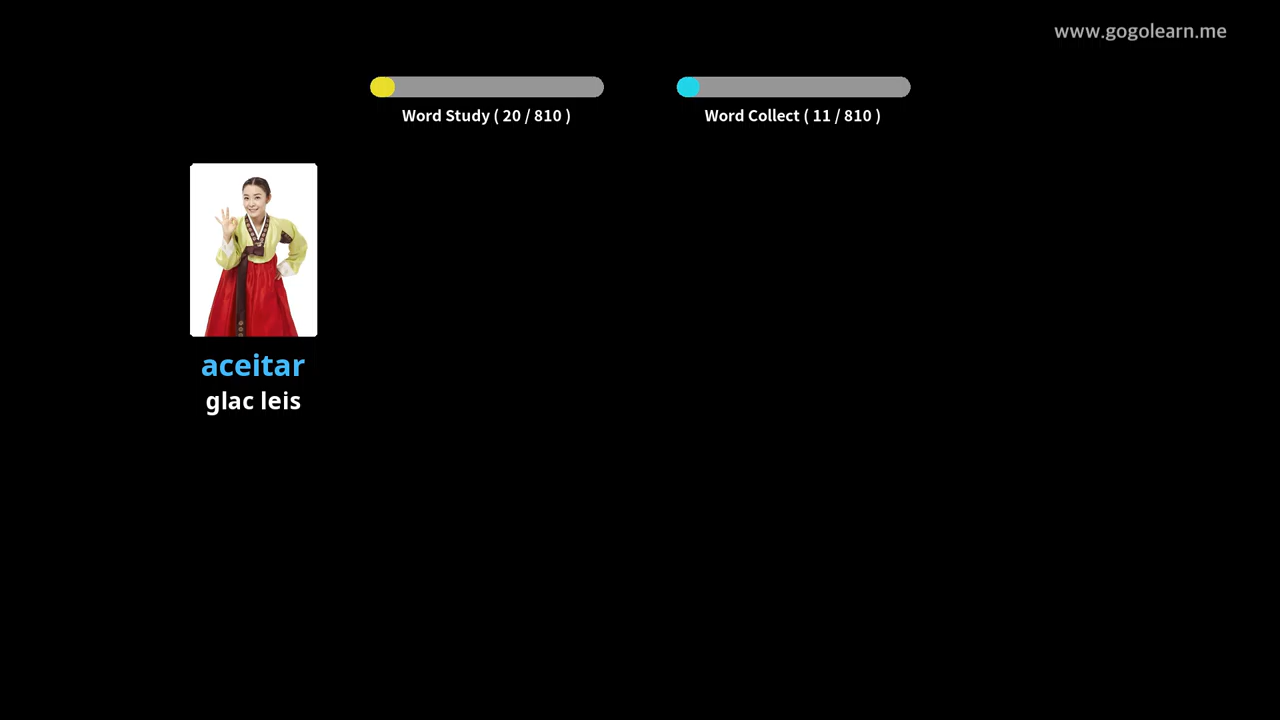 www.gogolearn.me
Word Study ( 20 / 810 )
Word Collect ( 11 / 810 )
aceitar
glac leis